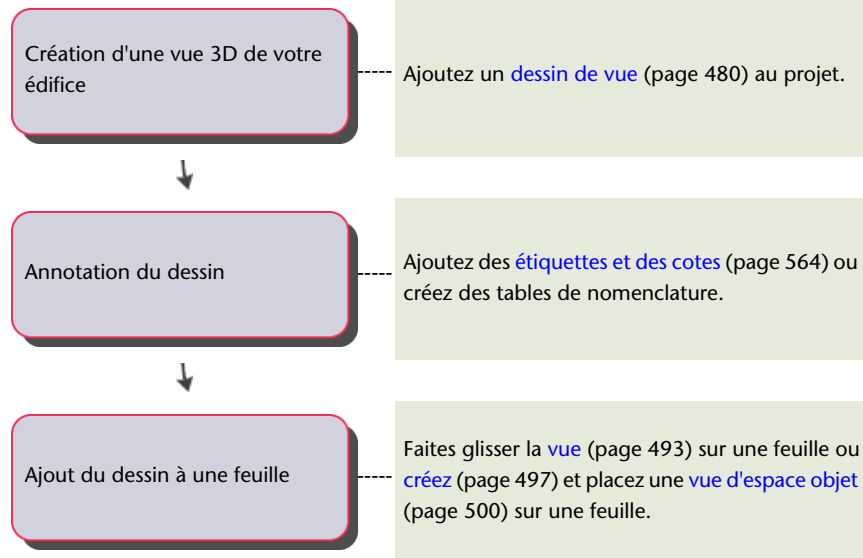 Création d'une vue 3D de votre
édifice
Ajoutez un dessin de vue (page 480) au projet.
Annotation du dessin
Ajoutez des étiquettes et des cotes (page 564) ou
créez des tables de nomenclature.
Ajout du dessin à une feuille
Faites glisser la vue (page 493) sur une feuille ou
créez (page 497) et placez une vue d'espace objet
(page 500) sur une feuille.